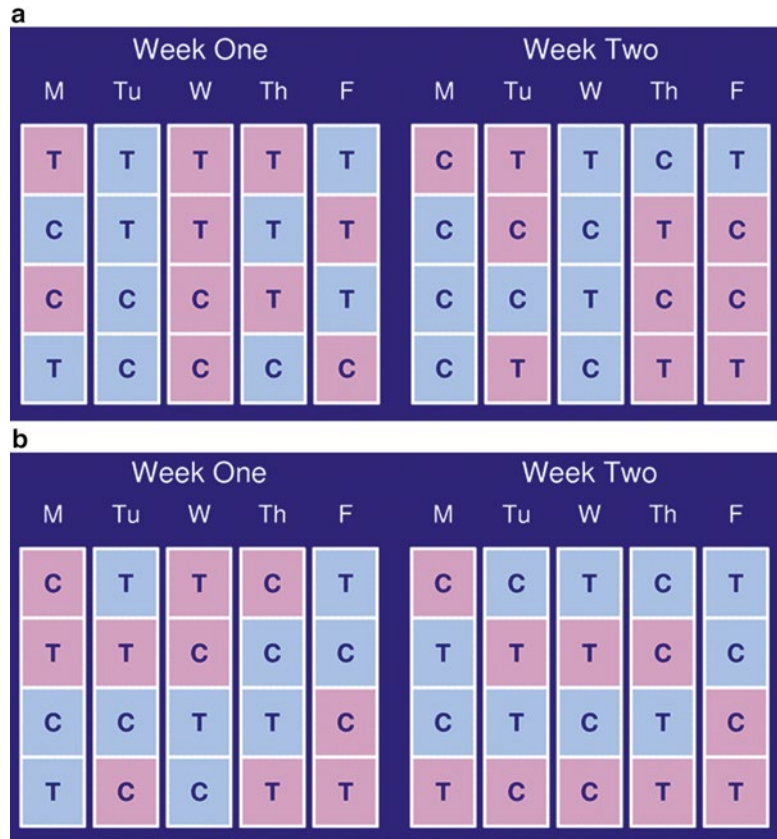 a
Week One Week Two
M Tu W Th F M Tu W Th F
T T T T T C T T C T
C T T T T C C C T C
C C C T T C C T C C
T C C C C C T C T T
b
Week One Week Two
M Tu W Th F M Tu W Th F
C T T C T C C T C T
T T C C C T T T C C
C C T T C C T C T C
T C C T T T C C T T